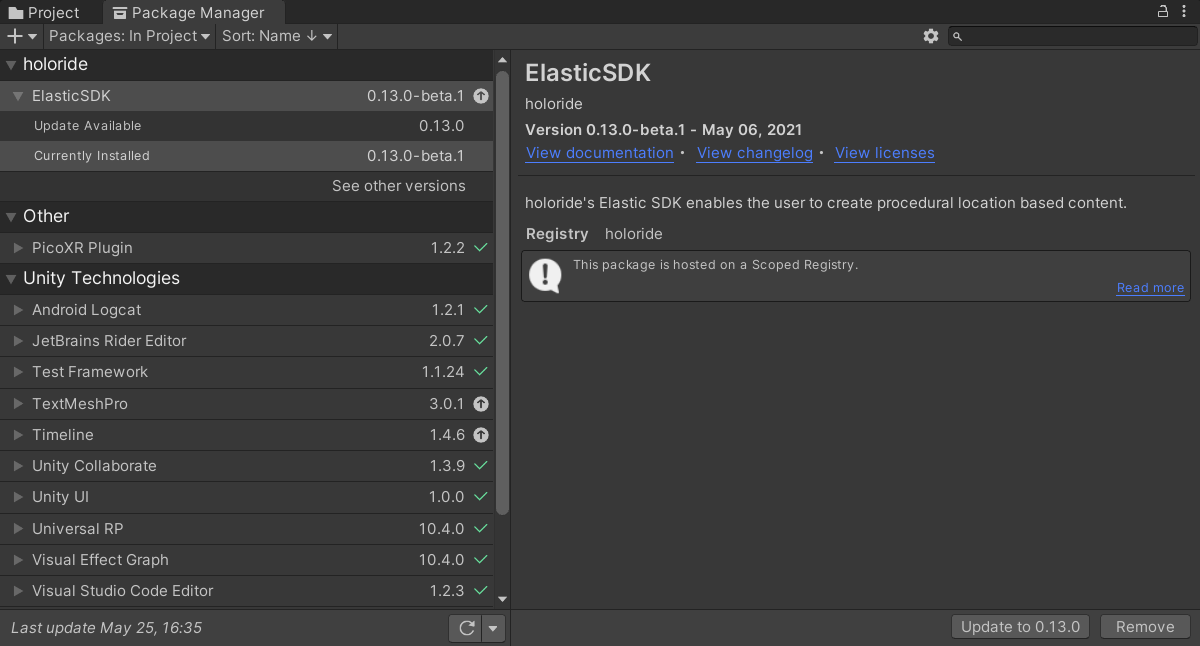 Project Package Manager
Packages: In Project Sort: Name ↓
holoride
ElasticSDK 0.13.0-beta.1
Update Available 0.13.0
Currently Installed 0.13.0-beta.1
See other versions
Other
PicoXR Plugin 1.2.2
Unity Technologies
Android Logcat 1.2.1
JetBrains Rider Editor 2.0.7
Test Framework 1.1.24
TextMeshPro 3.0.1
Timeline 1.4.6
Unity Collaborate 1.3.9
Unity UI 1.0.0
Universal RP 10.4.0
Visual Effect Graph 10.4.0
Visual Studio Code Editor 1.2.3
Last update May 25, 16:35
ElasticSDK
holoride
Version 0.13.0-beta.1 - May 06, 2021
View documentation • View changelog • View licenses
holoride's Elastic SDK enables the user to create procedural location based content.
Registry holoride
This package is hosted on a Scoped Registry.
Read more
Update to 0.13.0 Remove